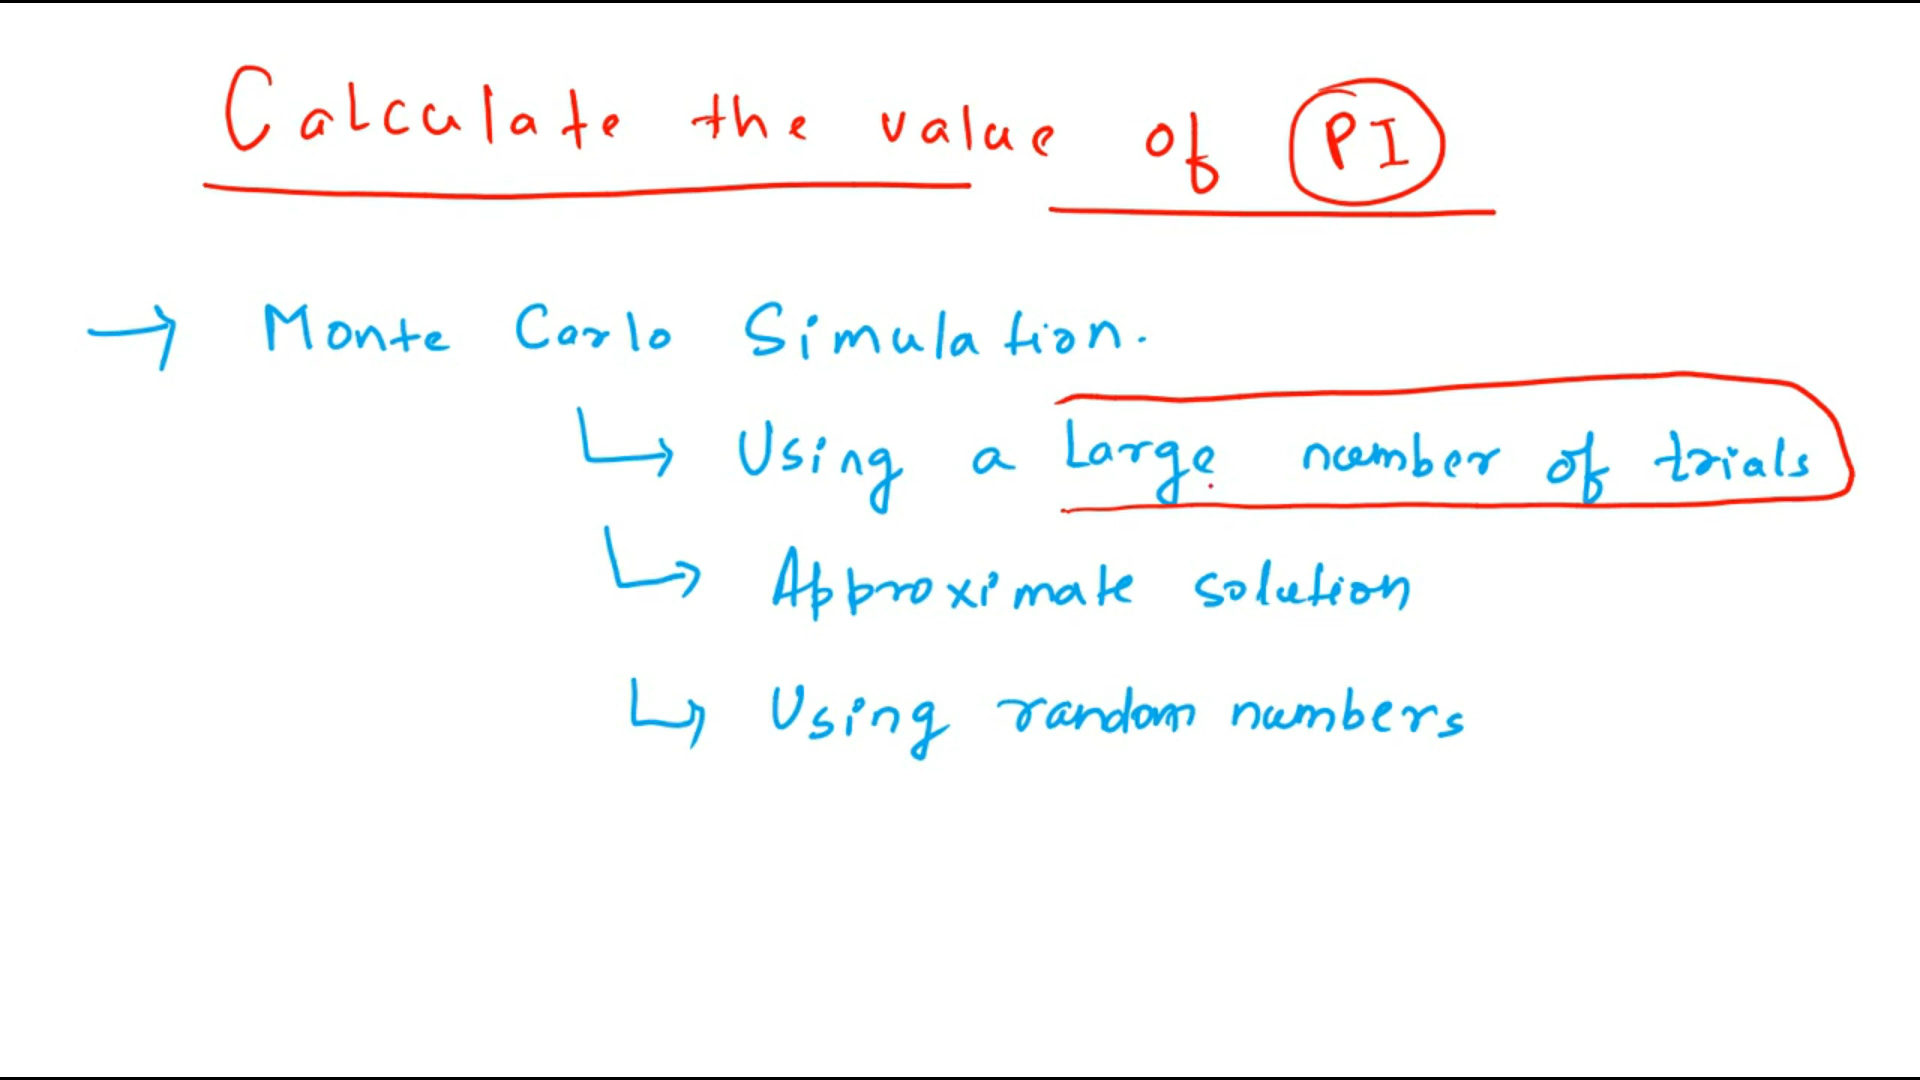 Calculate the value of PI
→ Monte Carlo Simulation.
↳ Using a Large number of trials
↳ Approximate solution
↳ Using random numbers